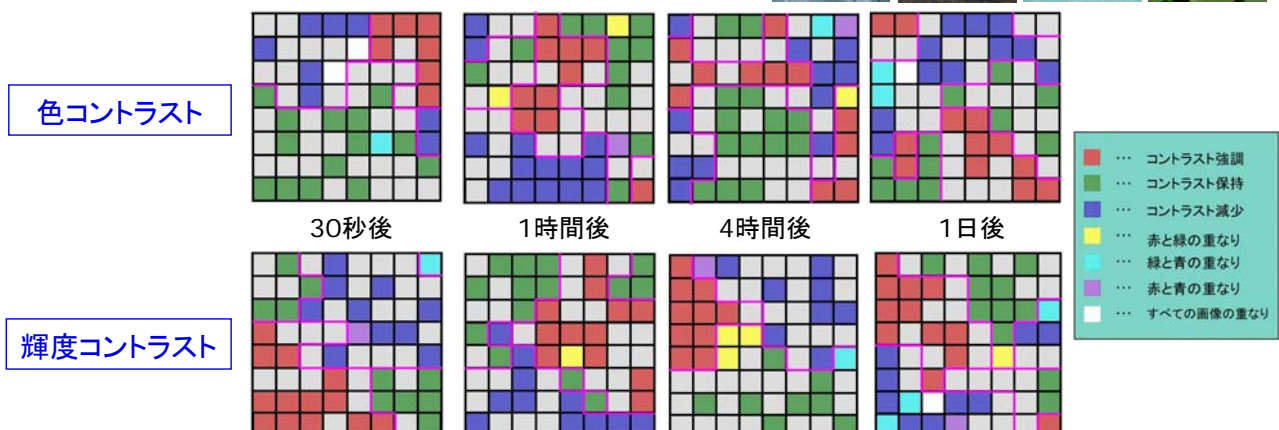 色コントラスト
30秒後
1時間後
4時間後
1日後
輝度コントラスト
… コントラスト強調
… コントラスト保持
… コントラスト減少
… 赤と緑の重なり
… 緑と青の重なり
… 赤と青の重なり
… すべての画像の重なり